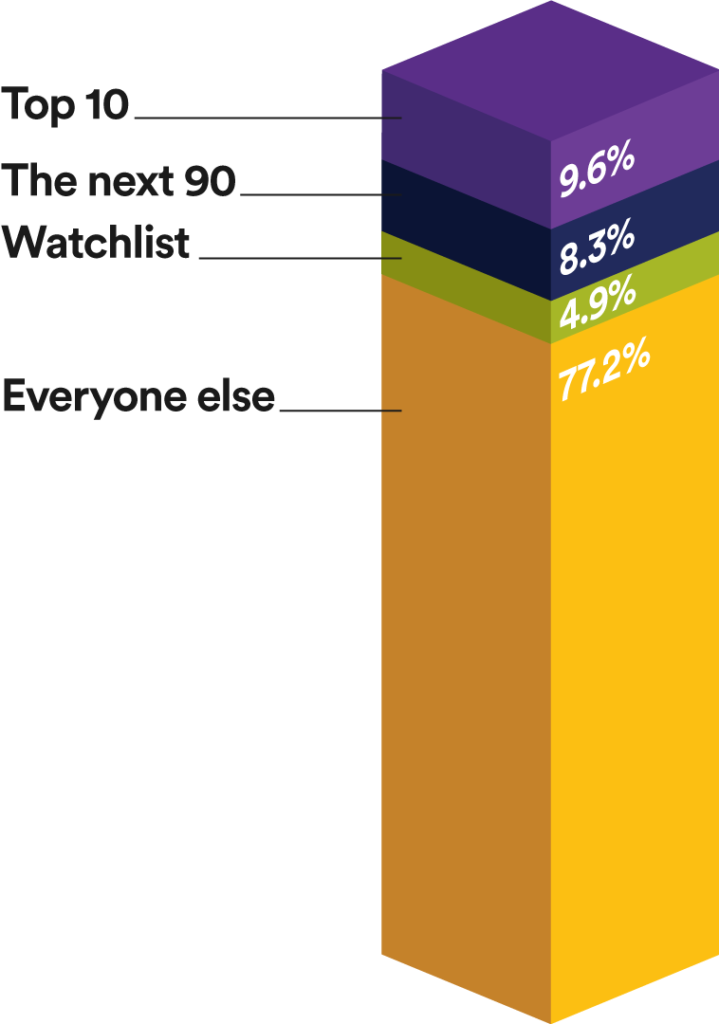 Top 10
9.6%
The next 90
8.3%
Watchlist
4.9%
Everyone else
77.2%